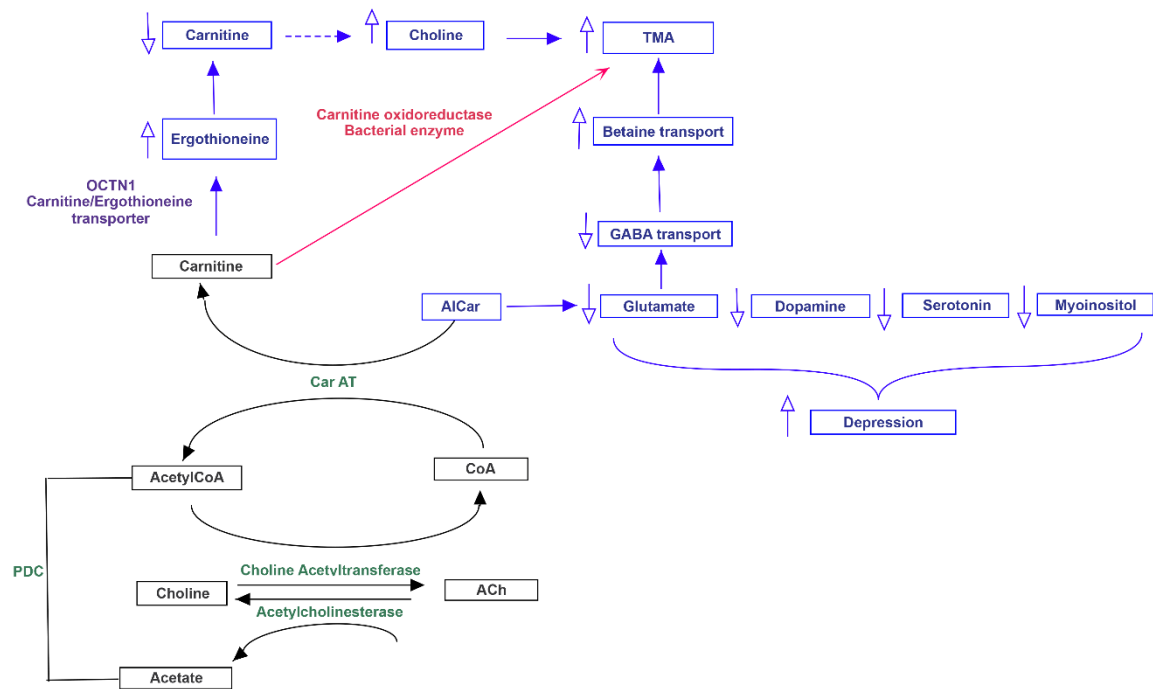 Carnitine
Choline
TMA
Carnitine oxidoreductase
Bacterial enzyme
Ergothioneine
Betaine transport
OCTN1
Carnitine/Ergothioneine
transporter
GABA transport
Carnitine
AlCar
Glutamate
Dopamine
Serotonin
Myoinositol
Car AT
Depression
AcetylCoA
CoA
PDC
Choline Acetyltransferase
Choline
ACh
Acetylcholinesterase
Acetate